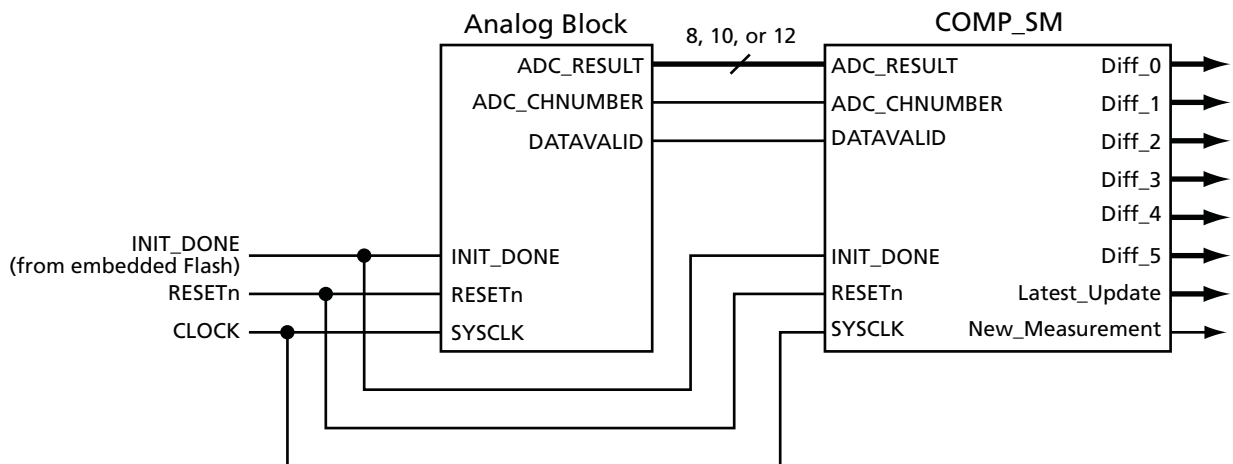 Analog Block
COMP_SM
8, 10, or 12
ADC_RESULT
ADC_CHNUMBER
DATAVALID
INIT_DONE
RESETn
SYSCLK
INIT_DONE
(from embedded Flash)
RESETn
CLOCK
ADC_RESULT
ADC_CHNUMBER
DATAVALID
INIT_DONE
RESETn
SYSCLK
Diff_0
Diff_1
Diff_2
Diff_3
Diff_4
Diff_5
Latest_Update
New_Measurement